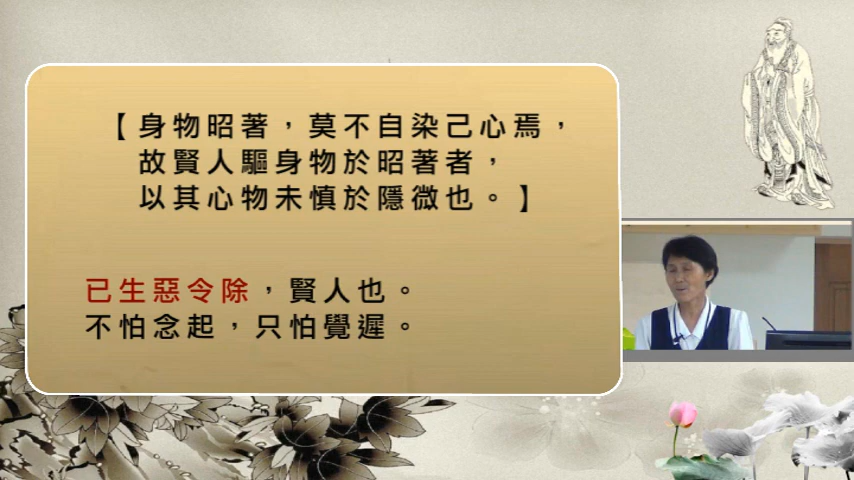 【身物昭著，莫不自染己心焉，
故賢人驅身物於昭著者，
以其心物未慎於隱微也。】
已生惡令除，賢人也。
不怕念起，只怕覺遲。